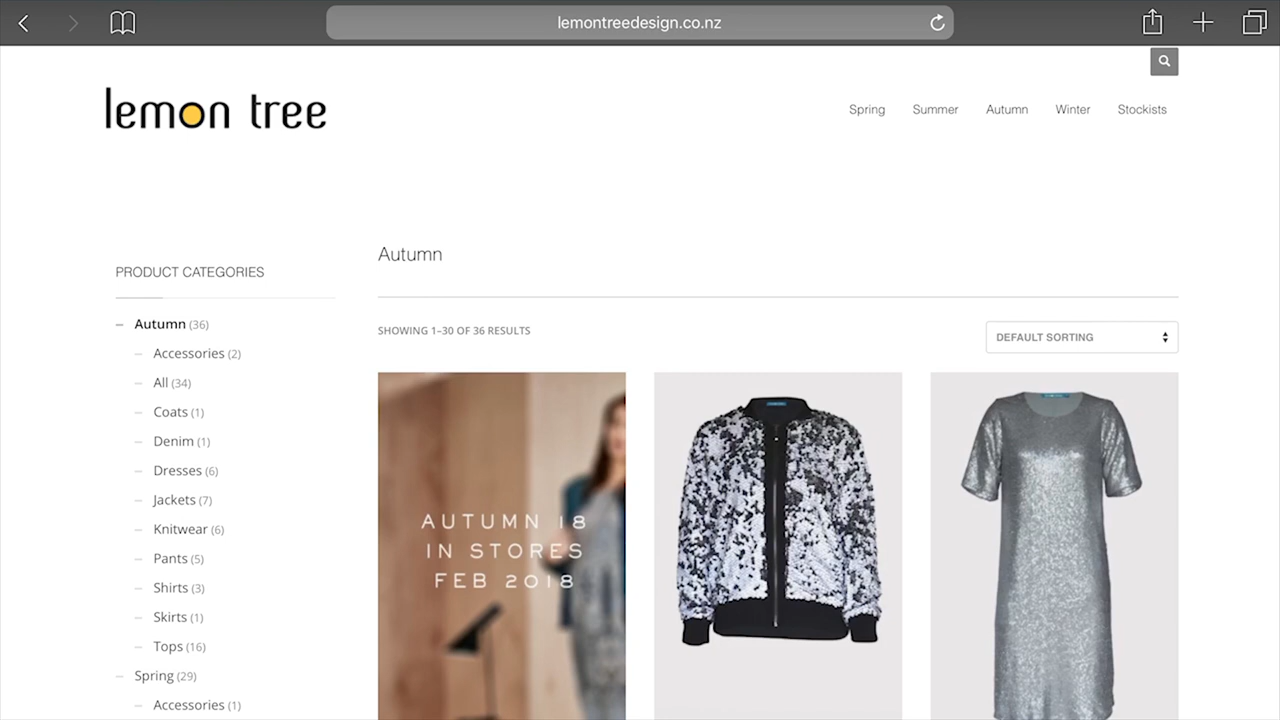 lemontreedesign.co.nz
lemon tree
Spring Summer Autumn Winter Stockists
Autumn
PRODUCT CATEGORIES
SHOWING 1–30 OF 36 RESULTS
DEFAULT SORTING
Autumn (36)
Accessories (2)
All (34)
Coats (1)
Denim (1)
Dresses (6)
Jackets (7)
Knitwear (6)
Pants (5)
Shirts (3)
Skirts (1)
Tops (16)
Spring (29)
Accessories (1)
AUTUMN 18
IN STORES
FEB 2018